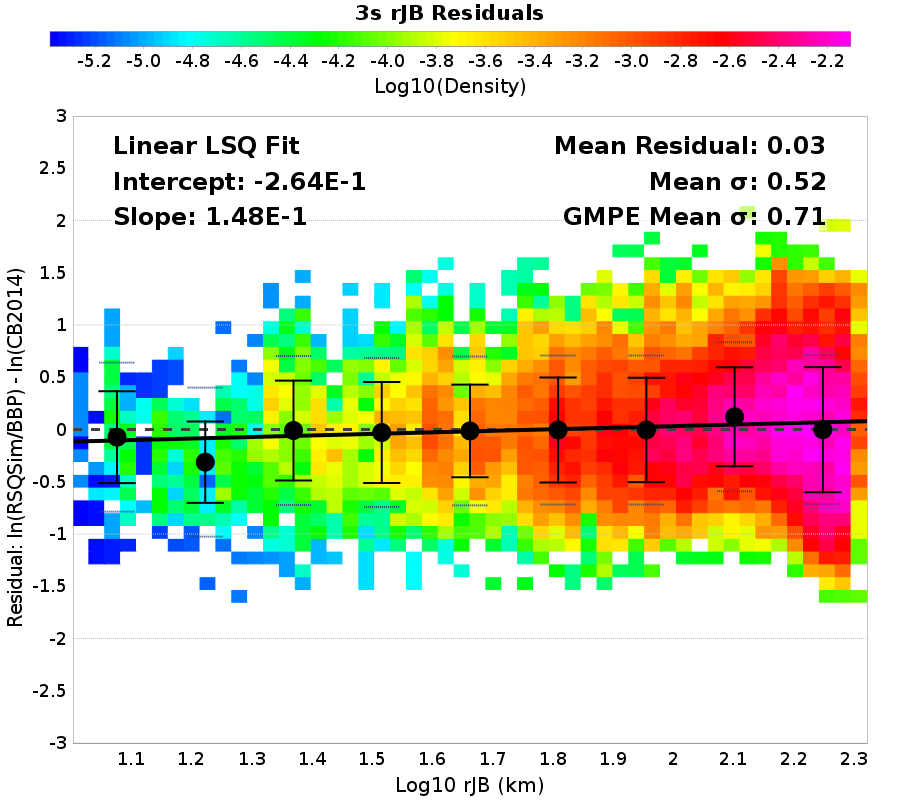 3s rJB Residuals
-5.2 -5.0 -4.8 -4.6 -4.4 -4.2 -4.0 -3.8 -3.6 -3.4 -3.2 -3.0 -2.8 -2.6 -2.4 -2.2
Log10(Density)
Linear LSQ Fit
Intercept: -2.64E-1
Slope: 1.48E-1
Mean Residual: 0.03
Mean σ: 0.52
GMPE Mean σ: 0.71
Residual: ln(RSQSim/BBP) - ln(CB2014)
3
2.5
2
1.5
1
0.5
0
-0.5
-1
-1.5
-2
-2.5
-3
1.1 1.2 1.3 1.4 1.5 1.6 1.7 1.8 1.9 2 2.1 2.2 2.3
Log10 rJB (km)